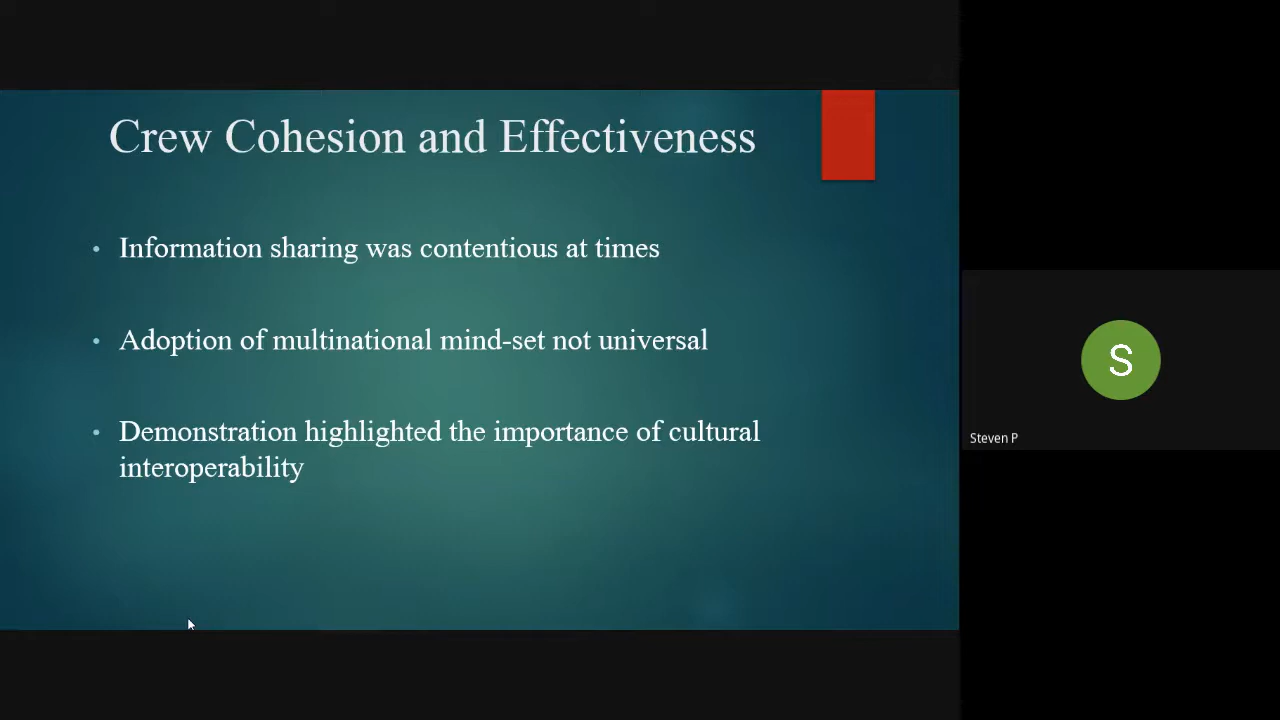 Crew Cohesion and Effectiveness
• Information sharing was contentious at times
• Adoption of multinational mind-set not universal
• Demonstration highlighted the importance of cultural
interoperability
S
Steven P